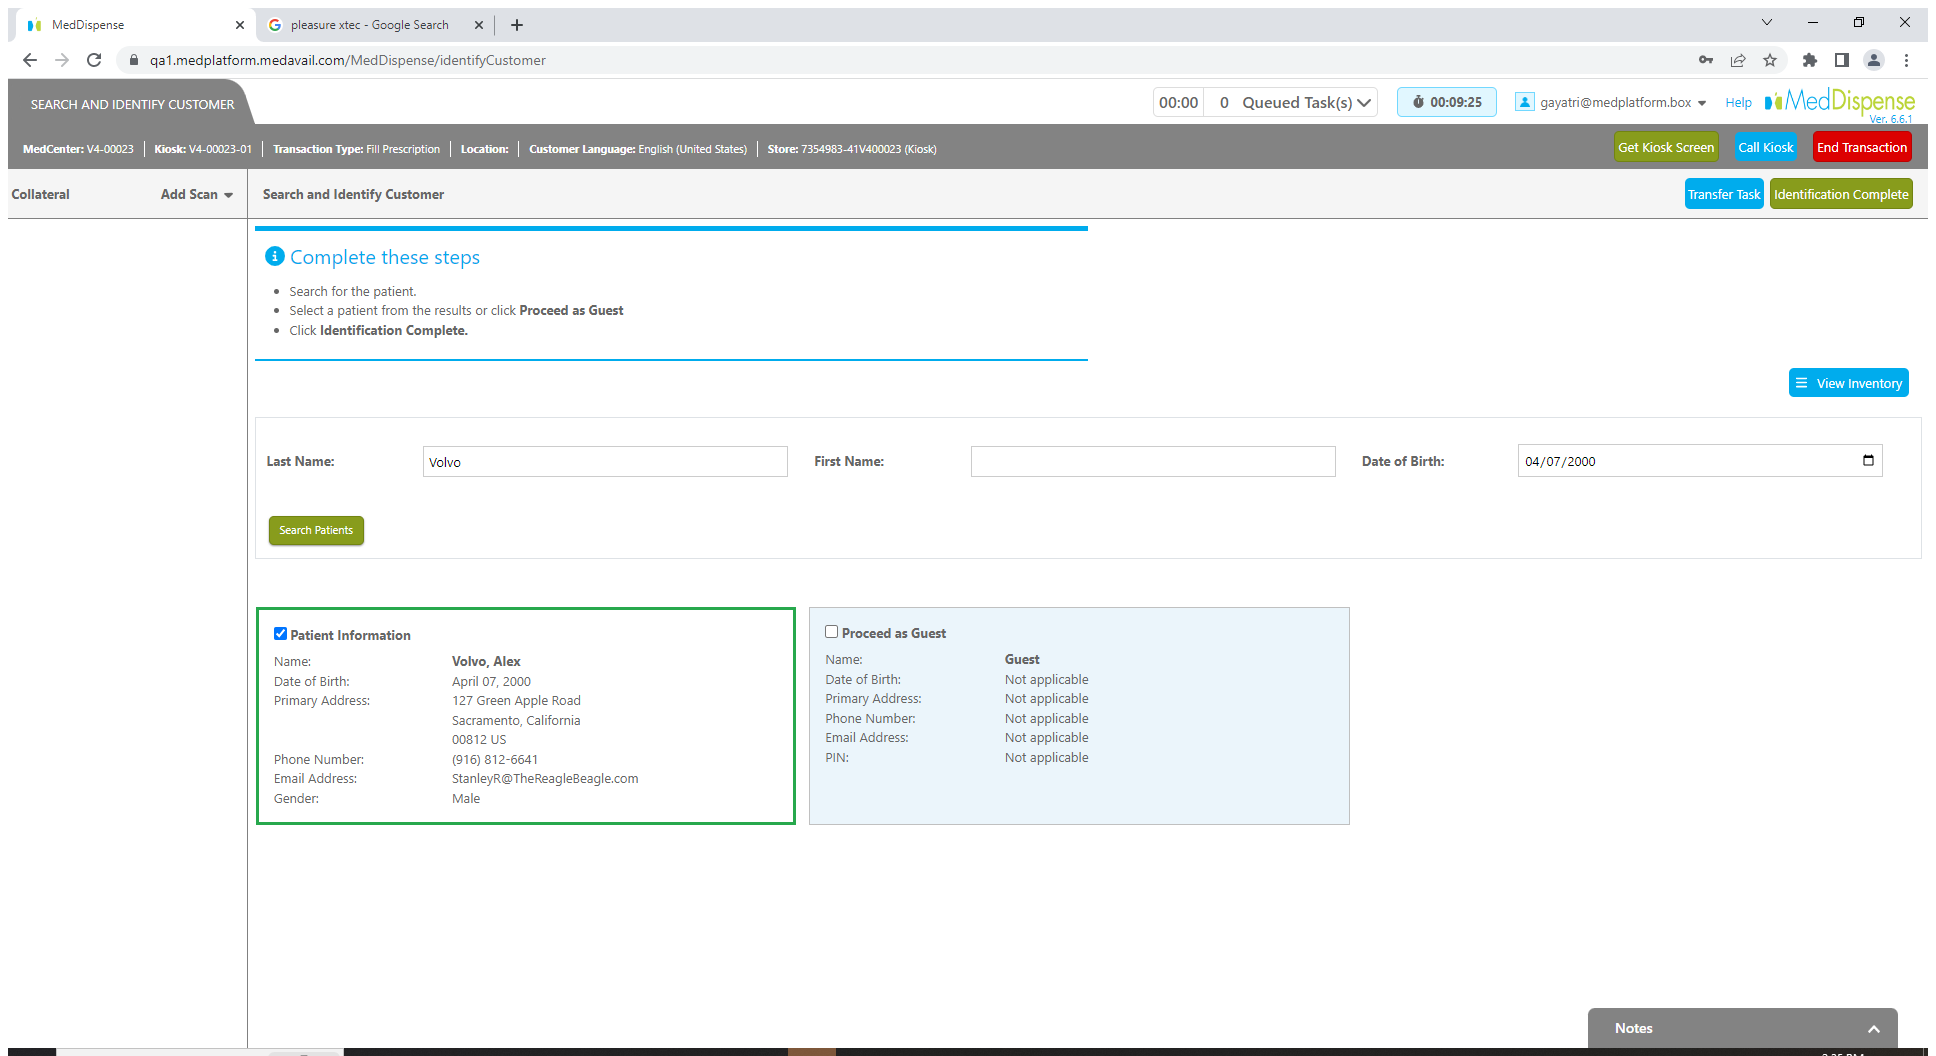 MedDispense
pleasure xtec - Google Search
qa1.medplatform.medavail.com/MedDispense/identifyCustomer
SEARCH AND IDENTIFY CUSTOMER
00:00 0 Queued Task(s)
00:09:25
gayatri@medplatform.box
Help
MedDispense
Ver. 6.6.1
MedCenter: V4-00023 Kiosk: V4-00023-01 Transaction Type: Fill Prescription Location: Customer Language: English (United States) Store: 7354983-41V400023 (Kiosk)
Get Kiosk Screen
Call Kiosk
End Transaction
Collateral
Add Scan
Search and Identify Customer
Transfer Task
Identification Complete
Complete these steps
Search for the patient.
Select a patient from the results or click Proceed as Guest
Click Identification Complete.
View Inventory
Last Name: Volvo
First Name:
Date of Birth: 04/07/2000
Search Patients
Patient Information
Name: Volvo, Alex
Date of Birth: April 07, 2000
Primary Address: 127 Green Apple Road
Sacramento, California
00812 US
Phone Number: (916) 812-6641
Email Address: StanleyR@TheReagleBeagle.com
Gender: Male
Proceed as Guest
Name: Guest
Date of Birth: Not applicable
Primary Address: Not applicable
Phone Number: Not applicable
Email Address: Not applicable
PIN: Not applicable
Notes